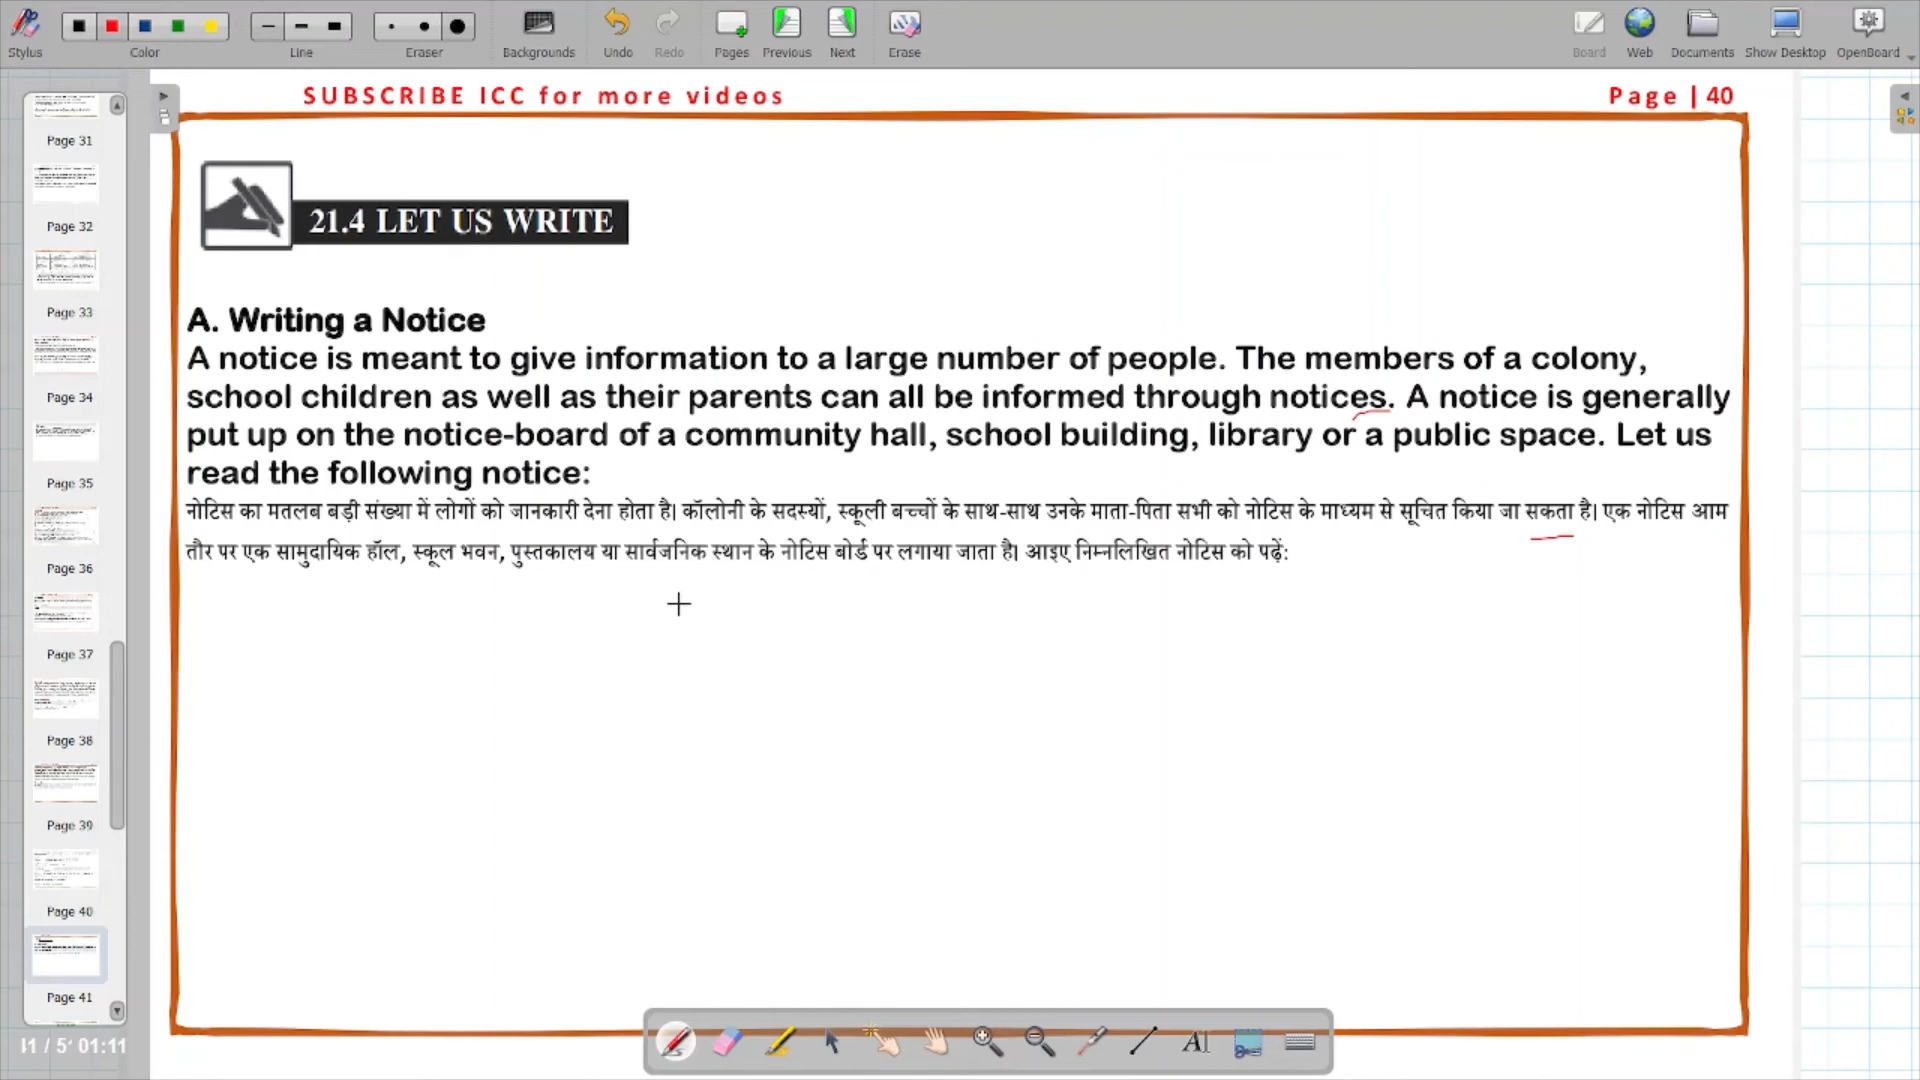 Stylus
Color
Line
Eraser
Backgrounds
Undo
Redo
Pages
Previous
Next
Erase
Board
Web
Documents
Show Desktop
OpenBoard
SUBSCRIBE ICC for more videos
Page | 40
21.4 LET US WRITE
A. Writing a Notice
A notice is meant to give information to a large number of people. The members of a colony,
school children as well as their parents can all be informed through notices. A notice is generally
put up on the notice-board of a community hall, school building, library or a public space. Let us
read the following notice:
नोटिस का मतलब बड़ी संख्या में लोगों को जानकारी देना होता है। कॉलोनी के सदस्यों, स्कूली बच्चों के साथ-साथ उनके माता-पिता सभी को नोटिस के माध्यम से सूचित किया जा सकता है। एक नोटिस आम
तौर पर एक सामुदायिक हॉल, स्कूल भवन, पुस्तकालय या सार्वजनिक स्थान के नोटिस बोर्ड पर लगाया जाता है। आइए निम्नलिखित नोटिस को पढ़ें:
Page 31
Page 32
Page 33
Page 34
Page 35
Page 36
Page 37
Page 38
Page 39
Page 40
Page 41
01:11